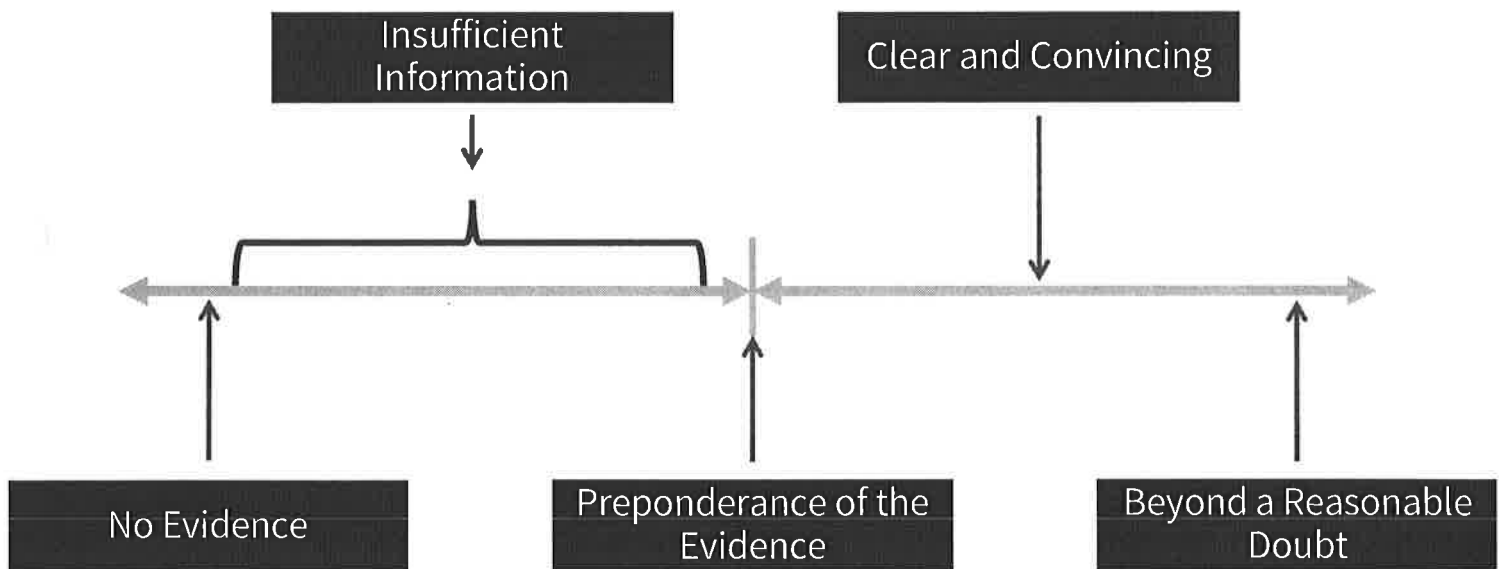 Insufficient
Information
Clear and Convincing
No Evidence
Preponderance of the
Evidence
Beyond a Reasonable
Doubt